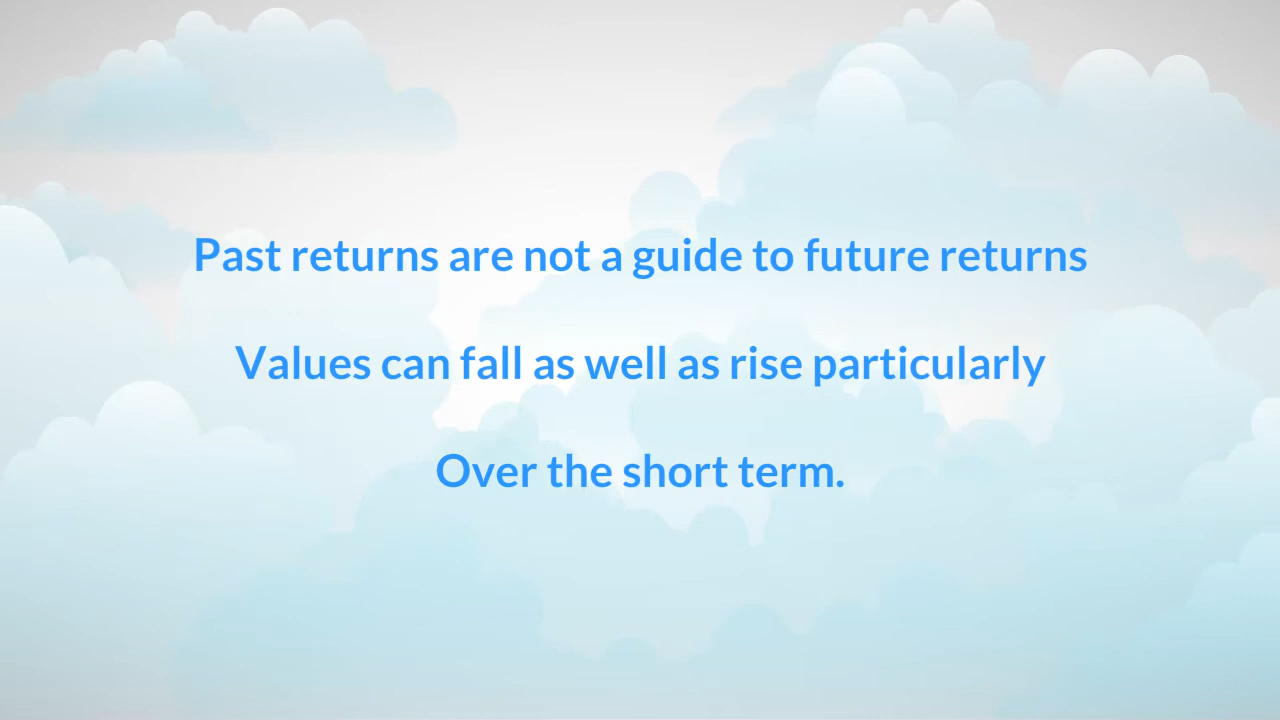 Past returns are not a guide to future returns
Values can fall as well as rise particularly
Over the short term.